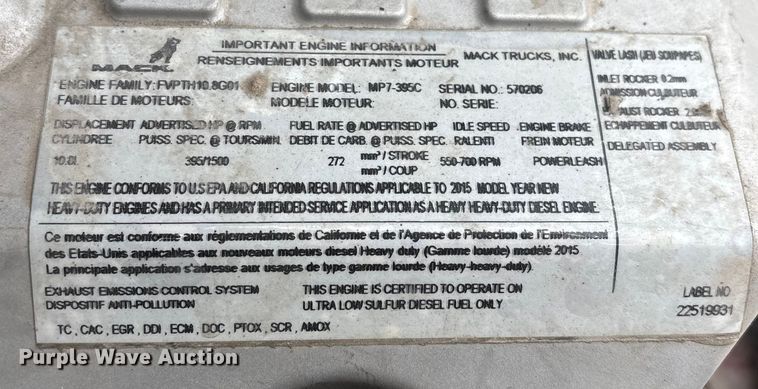 MACK
IMPORTANT ENGINE INFORMATION
RENSEIGNEMENTS IMPORTANTS MOTEUR
MACK TRUCKS, INC.
ENGINE FAMILY: FVPTH10.8G01 ENGINE MODEL: MP7-395C SERIAL NO.: 570206
FAMILLE DE MOTEURS: MODELE MOTEUR: NO. SERIE:
DISPLACEMENT ADVERTISED HP @ RPM FUEL RATE @ ADVERTISED HP IDLE SPEED ENGINE BRAKE
CYLINDREE PUISS. SPEC. @ TOURS/MIN. DEBIT DE CARB. @ PUISS. SPEC. RALENTI FREIN MOTEUR
395/1500 272 mm³ / STROKE 550-700 RPM POWERLEASH
mm³ / COUP
THIS ENGINE CONFORMS TO U.S EPA AND CALIFORNIA REGULATIONS APPLICABLE TO 2015 MODEL YEAR NEW
HEAVY-DUTY ENGINES AND HAS A PRIMARY INTENDED SERVICE APPLICATION AS A HEAVY HEAVY-DUTY DIESEL ENGINE.
Ce moteur est conforme aux réglementations de Californie et de l'Agence de Protection de l'Environment
des Etats-Unis applicables aux nouveaux moteurs diesel Heavy duty (Gamme lourde) modélé 2015.
La principale application s'adresse aux usages de type gamme lourde (Heavy-heavy-duty).
EXHAUST EMISSIONS CONTROL SYSTEM THIS ENGINE IS CERTIFIED TO OPERATE ON
DISPOSITIF ANTI-POLLUTION ULTRA LOW SULFUR DIESEL FUEL ONLY
TC , CAC , EGR , DDI , ECM , DOC , PTOX , SCR , AMOX
VALVE LASH (JEU SOUPAPES)
INLET ROCKER 0.2mm
ADMISSION CULBUTEUR
ROCKER
ECHAPPEMENT CULBUTEUR
DELEGATED ASSEMBLY
LABEL NO
22519931
Purple Wave Auction